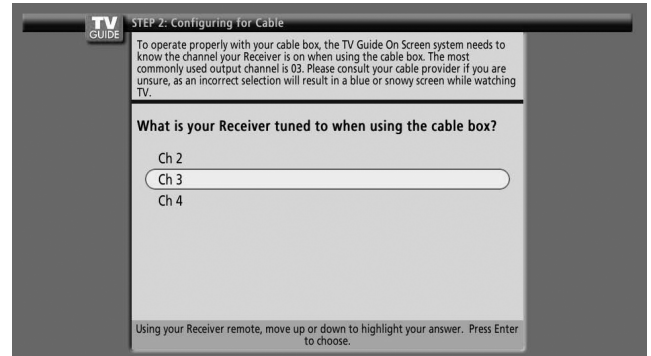 TV
GUIDE
STEP 2: Configuring for Cable
To operate properly with your cable box, the TV Guide On Screen system needs to
know the channel your Receiver is on when using the cable box. The most
commonly used output channel is 03. Please consult your cable provider if you are
unsure, as an incorrect selection will result in a blue or snowy screen while watching
TV.
What is your Receiver tuned to when using the cable box?
Ch 2
Ch 3
Ch 4
Using your Receiver remote, move up or down to highlight your answer. Press Enter
to choose.